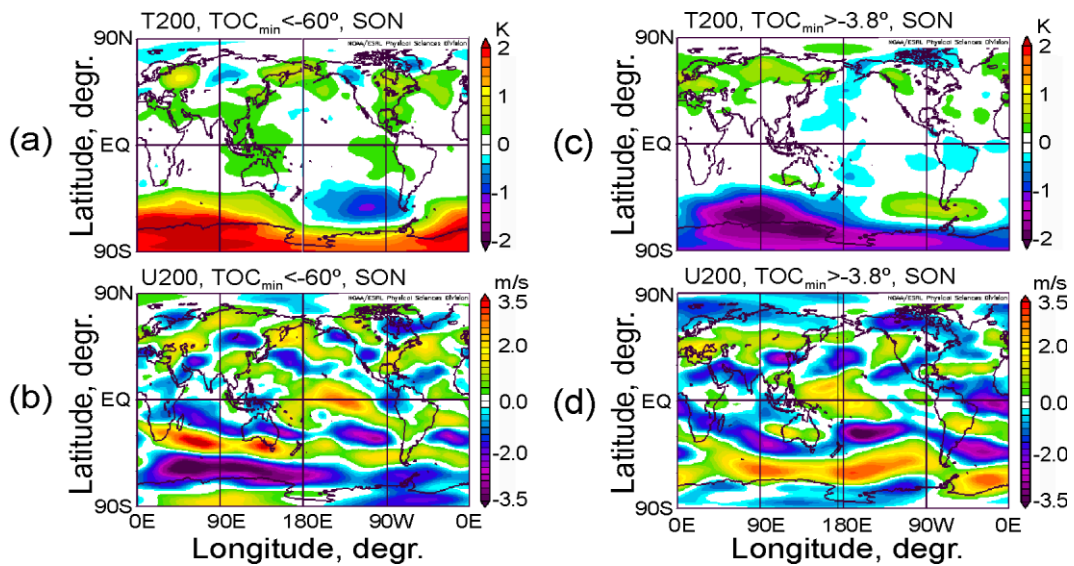 T200, TOCmin<-60º, SON
K
NOAA/ESRL Physical Sciences Division
90N
EQ
90S
Latitude, degr.
(a)
2
1
0
-1
-2
U200, TOCmin<-60º, SON
m/s
NOAA/ESRL Physical Sciences Division
90N
EQ
90S
Latitude, degr.
(b)
3.5
2.0
0.0
-2.0
-3.5
0E 90E 180E 90W 0E
Longitude, degr.
T200, TOCmin>-3.8º, SON
K
NOAA/ESRL Physical Sciences Division
90N
EQ
90S
Latitude, degr.
(c)
2
1
0
-1
-2
U200, TOCmin>-3.8º, SON
m/s
NOAA/ESRL Physical Sciences Division
90N
EQ
90S
Latitude, degr.
(d)
3.5
2.0
0.0
-2.0
-3.5
0E 90E 180E 90W 0E
Longitude, degr.